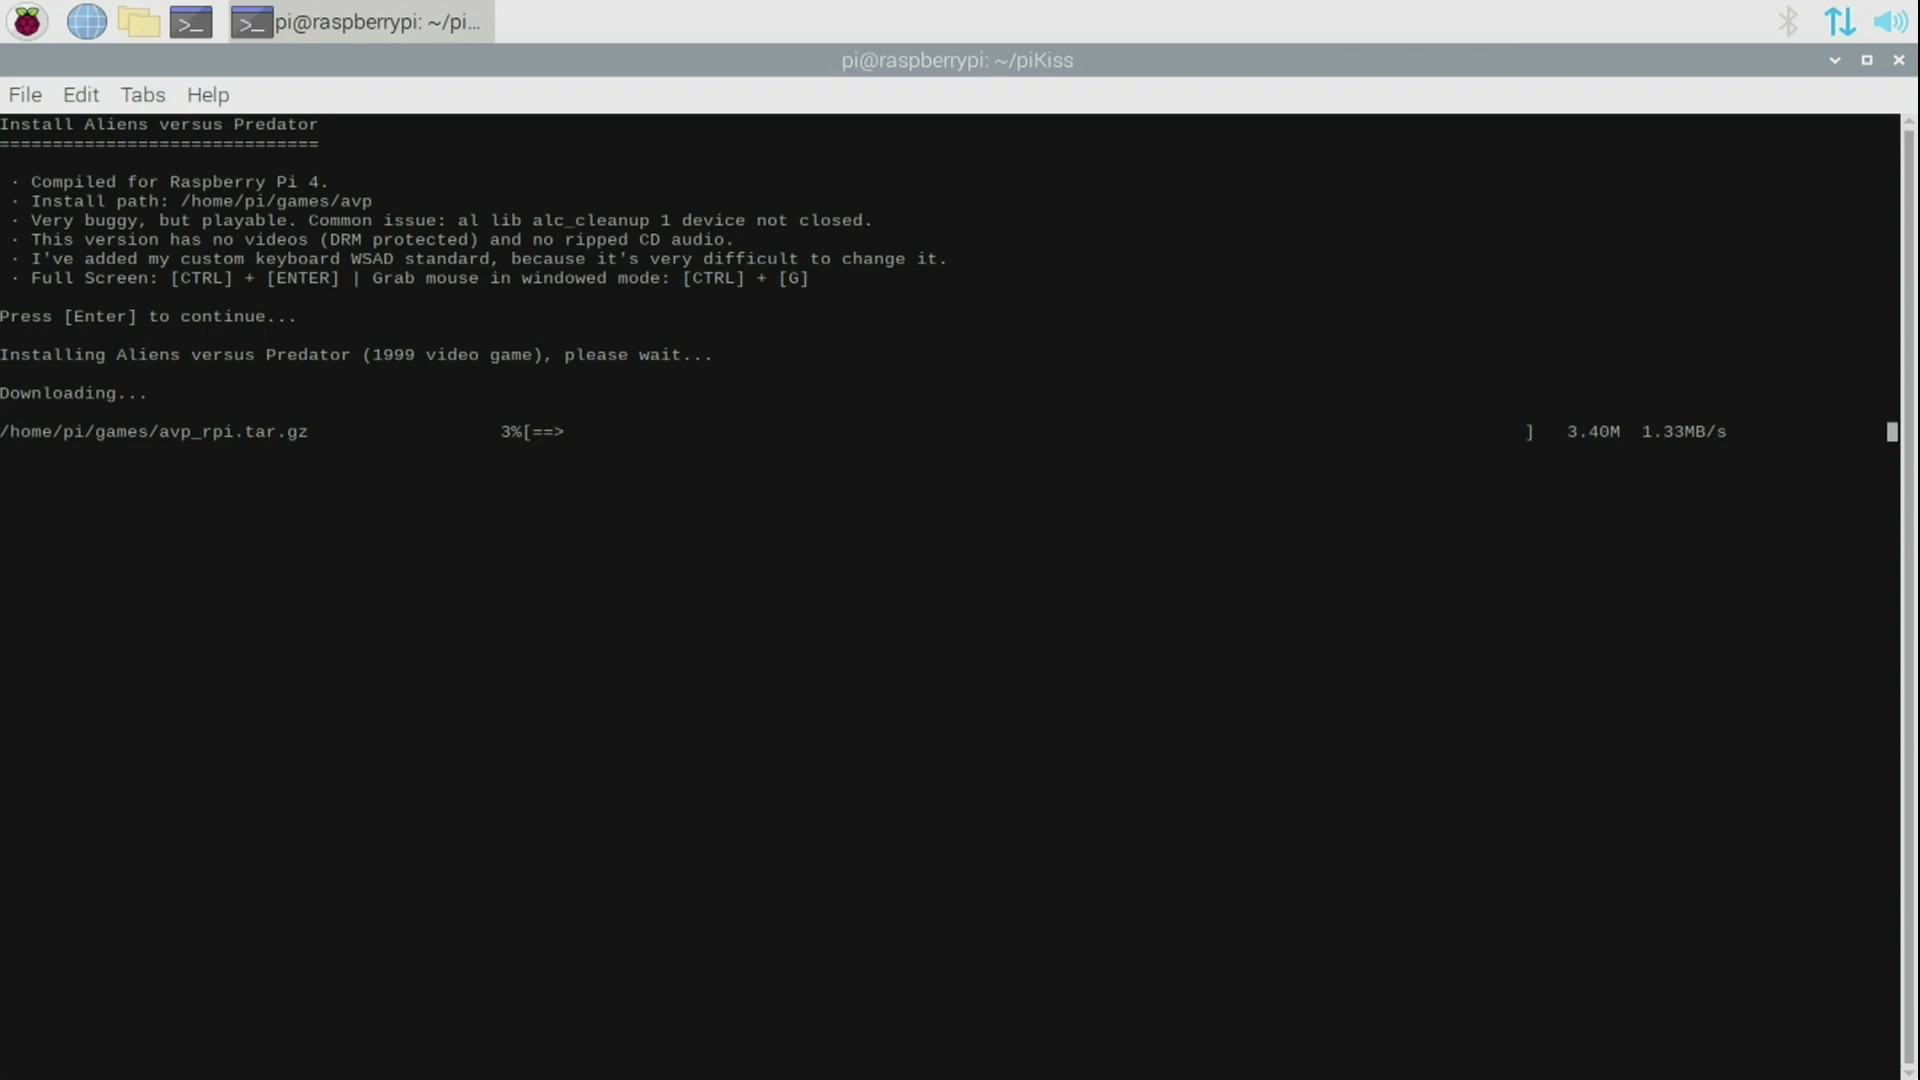 pi@raspberrypi: ~/pi...
pi@raspberrypi: ~/piKiss
File Edit Tabs Help
Install Aliens versus Predator
==============================
· Compiled for Raspberry Pi 4.
· Install path: /home/pi/games/avp
· Very buggy, but playable. Common issue: al lib alc_cleanup 1 device not closed.
· This version has no videos (DRM protected) and no ripped CD audio.
· I've added my custom keyboard WSAD standard, because it's very difficult to change it.
· Full Screen: [CTRL] + [ENTER] | Grab mouse in windowed mode: [CTRL] + [G]
Press [Enter] to continue...
Installing Aliens versus Predator (1999 video game), please wait...
Downloading...
/home/pi/games/avp_rpi.tar.gz 3%[==> ] 3.40M 1.33MB/s